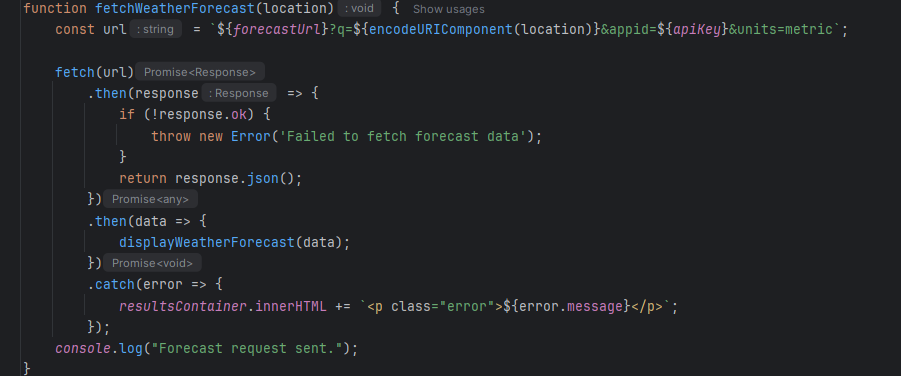 function fetchWeatherForecast(location) : void { Show usages
    const url : string = `${forecastUrl}?q=${encodeURIComponent(location)}&appid=${apiKey}&units=metric`;

    fetch(url) Promise<Response>
        .then(response : Response => {
            if (!response.ok) {
                throw new Error('Failed to fetch forecast data');
            }
            return response.json();
        }) Promise<any>
        .then(data => {
            displayWeatherForecast(data);
        }) Promise<void>
        .catch(error => {
            resultsContainer.innerHTML += `<p class="error">${error.message}</p>`;
        });
    console.log("Forecast request sent.");
}